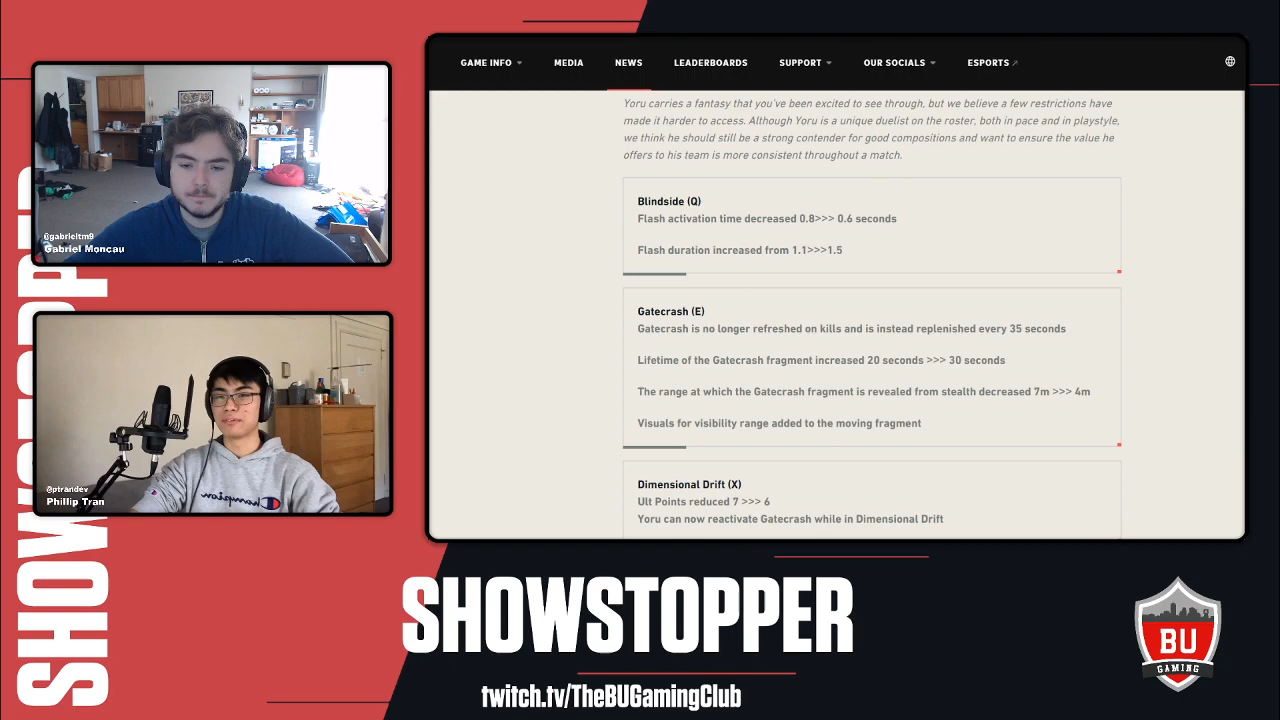 GAME INFO
MEDIA
NEWS
LEADERBOARDS
SUPPORT
OUR SOCIALS
ESPORTS
Yoru carries a fantasy that you've been excited to see through, but we believe a few restrictions have
made it harder to access. Although Yoru is a unique duelist on the roster, both in pace and in playstyle,
we think he should still be a strong contender for good compositions and want to ensure the value he
offers to his team is more consistent throughout a match.
Blindside (Q)
Flash activation time decreased 0.8>>> 0.6 seconds
Flash duration increased from 1.1>>>1.5
Gatecrash (E)
Gatecrash is no longer refreshed on kills and is instead replenished every 35 seconds
Lifetime of the Gatecrash fragment increased 20 seconds >>> 30 seconds
The range at which the Gatecrash fragment is revealed from stealth decreased 7m >>> 4m
Visuals for visibility range added to the moving fragment
Dimensional Drift (X)
Ult Points reduced 7 >>> 6
Yoru can now reactivate Gatecrash while in Dimensional Drift
@gabrieltm9
Gabriel Moncau
@ptrandev
Phillip Tran
Champion
SHOWSTOPPER
SHOWSTOPPER
twitch.tv/TheBUGamingClub
BU
GAMING